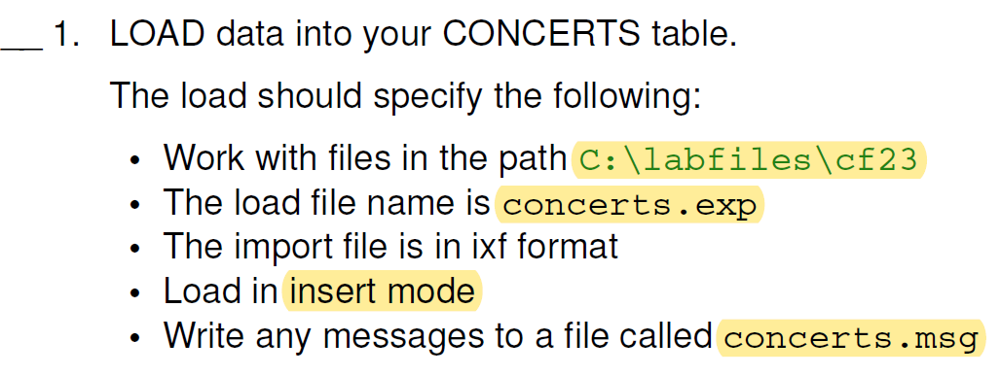 __ 1. LOAD data into your CONCERTS table.
The load should specify the following:
• Work with files in the path C:\labfiles\cf23
• The load file name is concerts.exp
• The import file is in ixf format
• Load in insert mode
• Write any messages to a file called concerts.msg